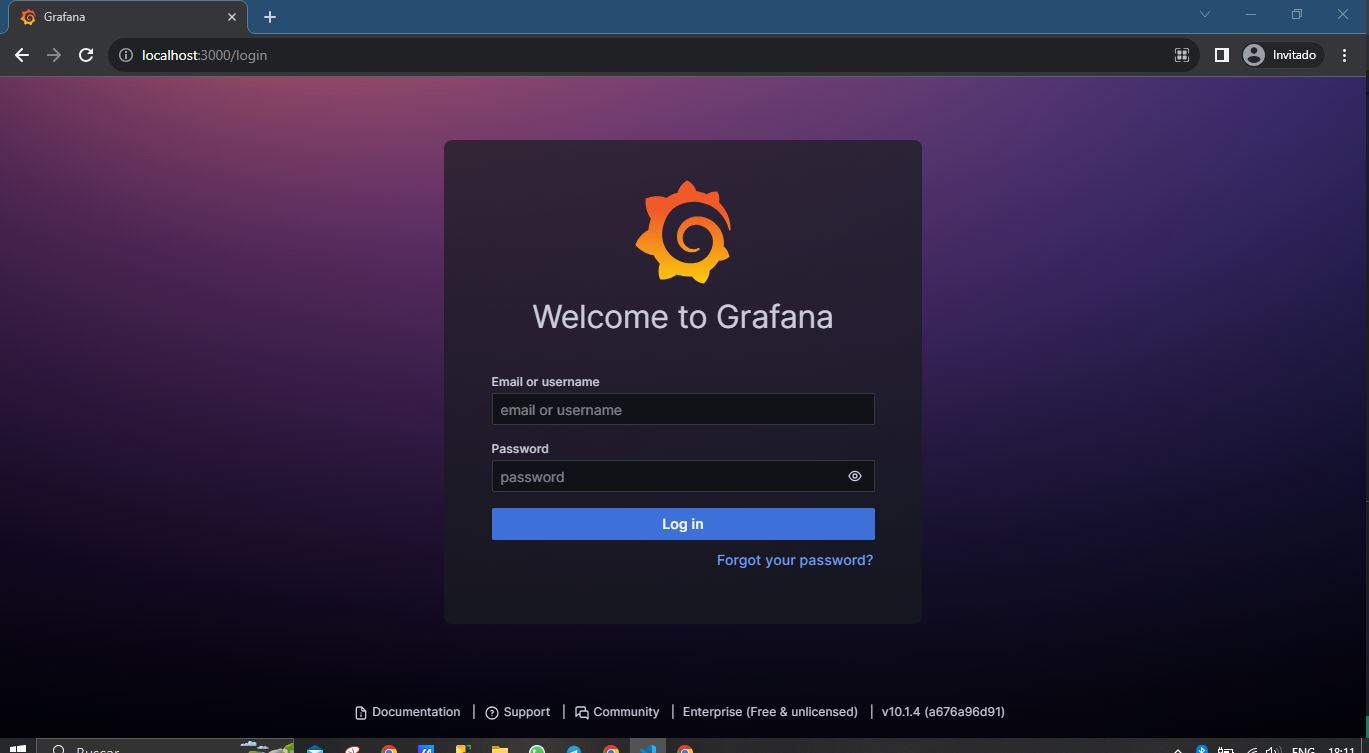 Grafana
localhost:3000/login
Invitado
Welcome to Grafana
Email or username
email or username
Password
password
Log in
Forgot your password?
Documentation | Support | Community | Enterprise (Free & unlicensed) | v10.1.4 (a676a96d91)
Buscar ENG 18:11